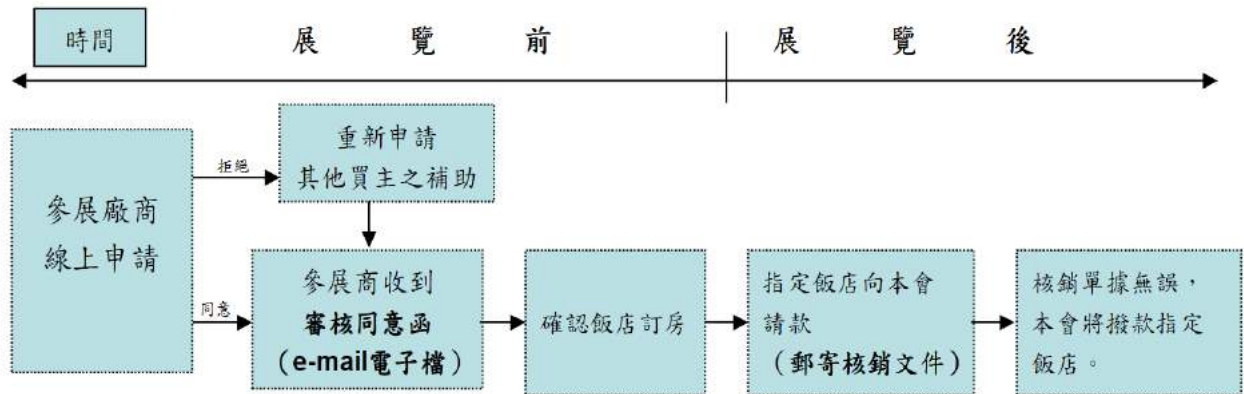 時間
展覽前
展覽後
參展廠商
線上申請
拒絕
重新申請
其他買主之補助
同意
參展商收到
審核同意函
（e-mail電子檔）
確認飯店訂房
指定飯店向本會
請款
（郵寄核銷文件）
核銷單據無誤，
本會將撥款指定
飯店。